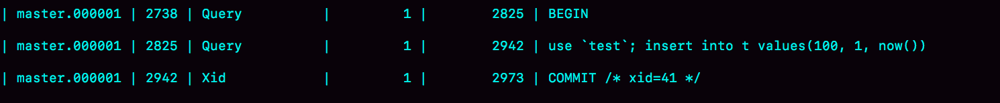 | master.000001 | 2738 | Query | 1 | 2825 | BEGIN
| master.000001 | 2825 | Query | 1 | 2942 | use `test`; insert into t values(100, 1, now())
| master.000001 | 2942 | Xid | 1 | 2973 | COMMIT /* xid=41 */